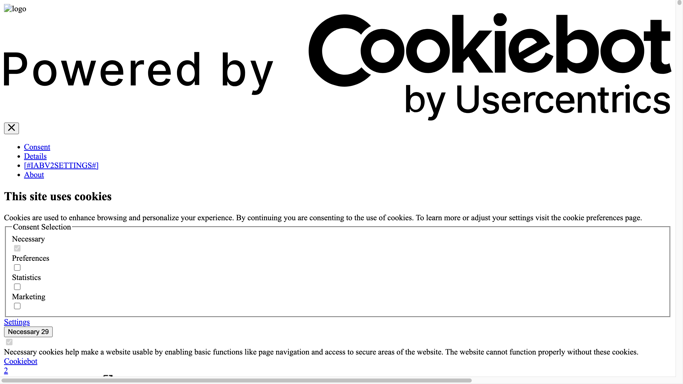 logo
Powered by Cookiebot
by Usercentrics
Consent
Details
[#IABV2SETTINGS#]
About
This site uses cookies
Cookies are used to enhance browsing and personalize your experience. By continuing you are consenting to the use of cookies. To learn more or adjust your settings visit the cookie preferences page.
Consent Selection
Necessary
Preferences
Statistics
Marketing
Settings
Necessary 29
Necessary cookies help make a website usable by enabling basic functions like page navigation and access to secure areas of the website. The website cannot function properly without these cookies.
Cookiebot
2